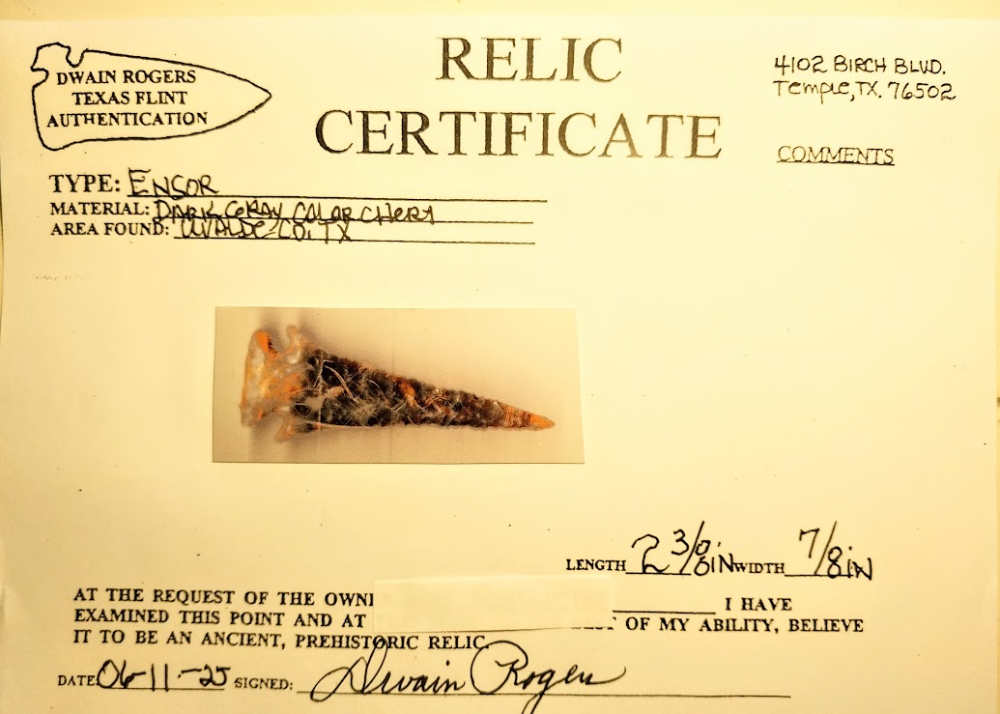 DWAIN ROGERS
TEXAS FLINT
AUTHENTICATION
RELIC
CERTIFICATE
4102 BIRCH BLVD.
Temple, TX. 76502
COMMENTS
TYPE: ENSOR
MATERIAL: DARK GRAY COLOR CHERT
AREA FOUND: UVALDE CO., TX
LENGTH 2 3/8 IN WIDTH 7/8 IN
AT THE REQUEST OF THE I HAVE
EXAMINED THIS POINT AND AT OF MY ABILITY, BELIEVE
IT TO BE AN ANCIENT, PREHISTORIC RELIC.
DATE: 06-11-25 SIGNED: Dwain Rogers